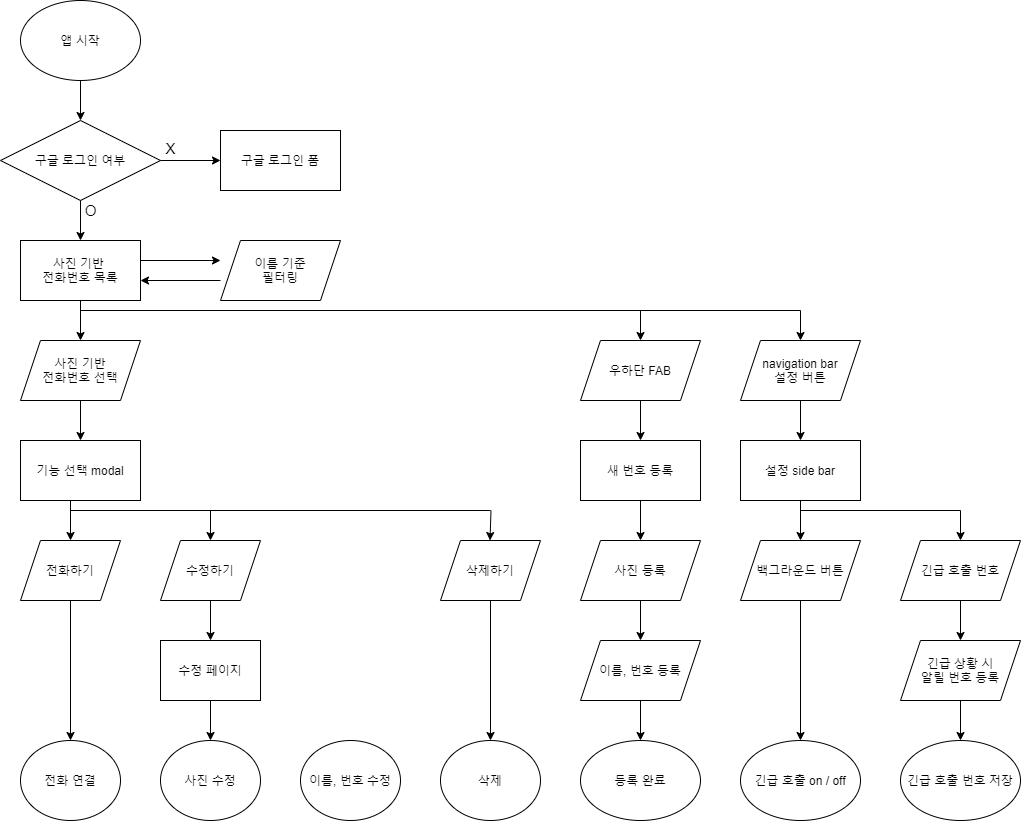 앱 시작
구글 로그인 여부
X
구글 로그인 폼
O
사진 기반
전화번호 목록
이름 기준
필터링
사진 기반
전화번호 선택
우하단 FAB
navigation bar
설정 버튼
기능 선택 modal
새 번호 등록
설정 side bar
전화하기
수정하기
삭제하기
사진 등록
백그라운드 버튼
긴급 호출 번호
수정 페이지
이름, 번호 등록
긴급 상황 시
알릴 번호 등록
전화 연결
사진 수정
이름, 번호 수정
삭제
등록 완료
긴급 호출 on / off
긴급 호출 번호 저장